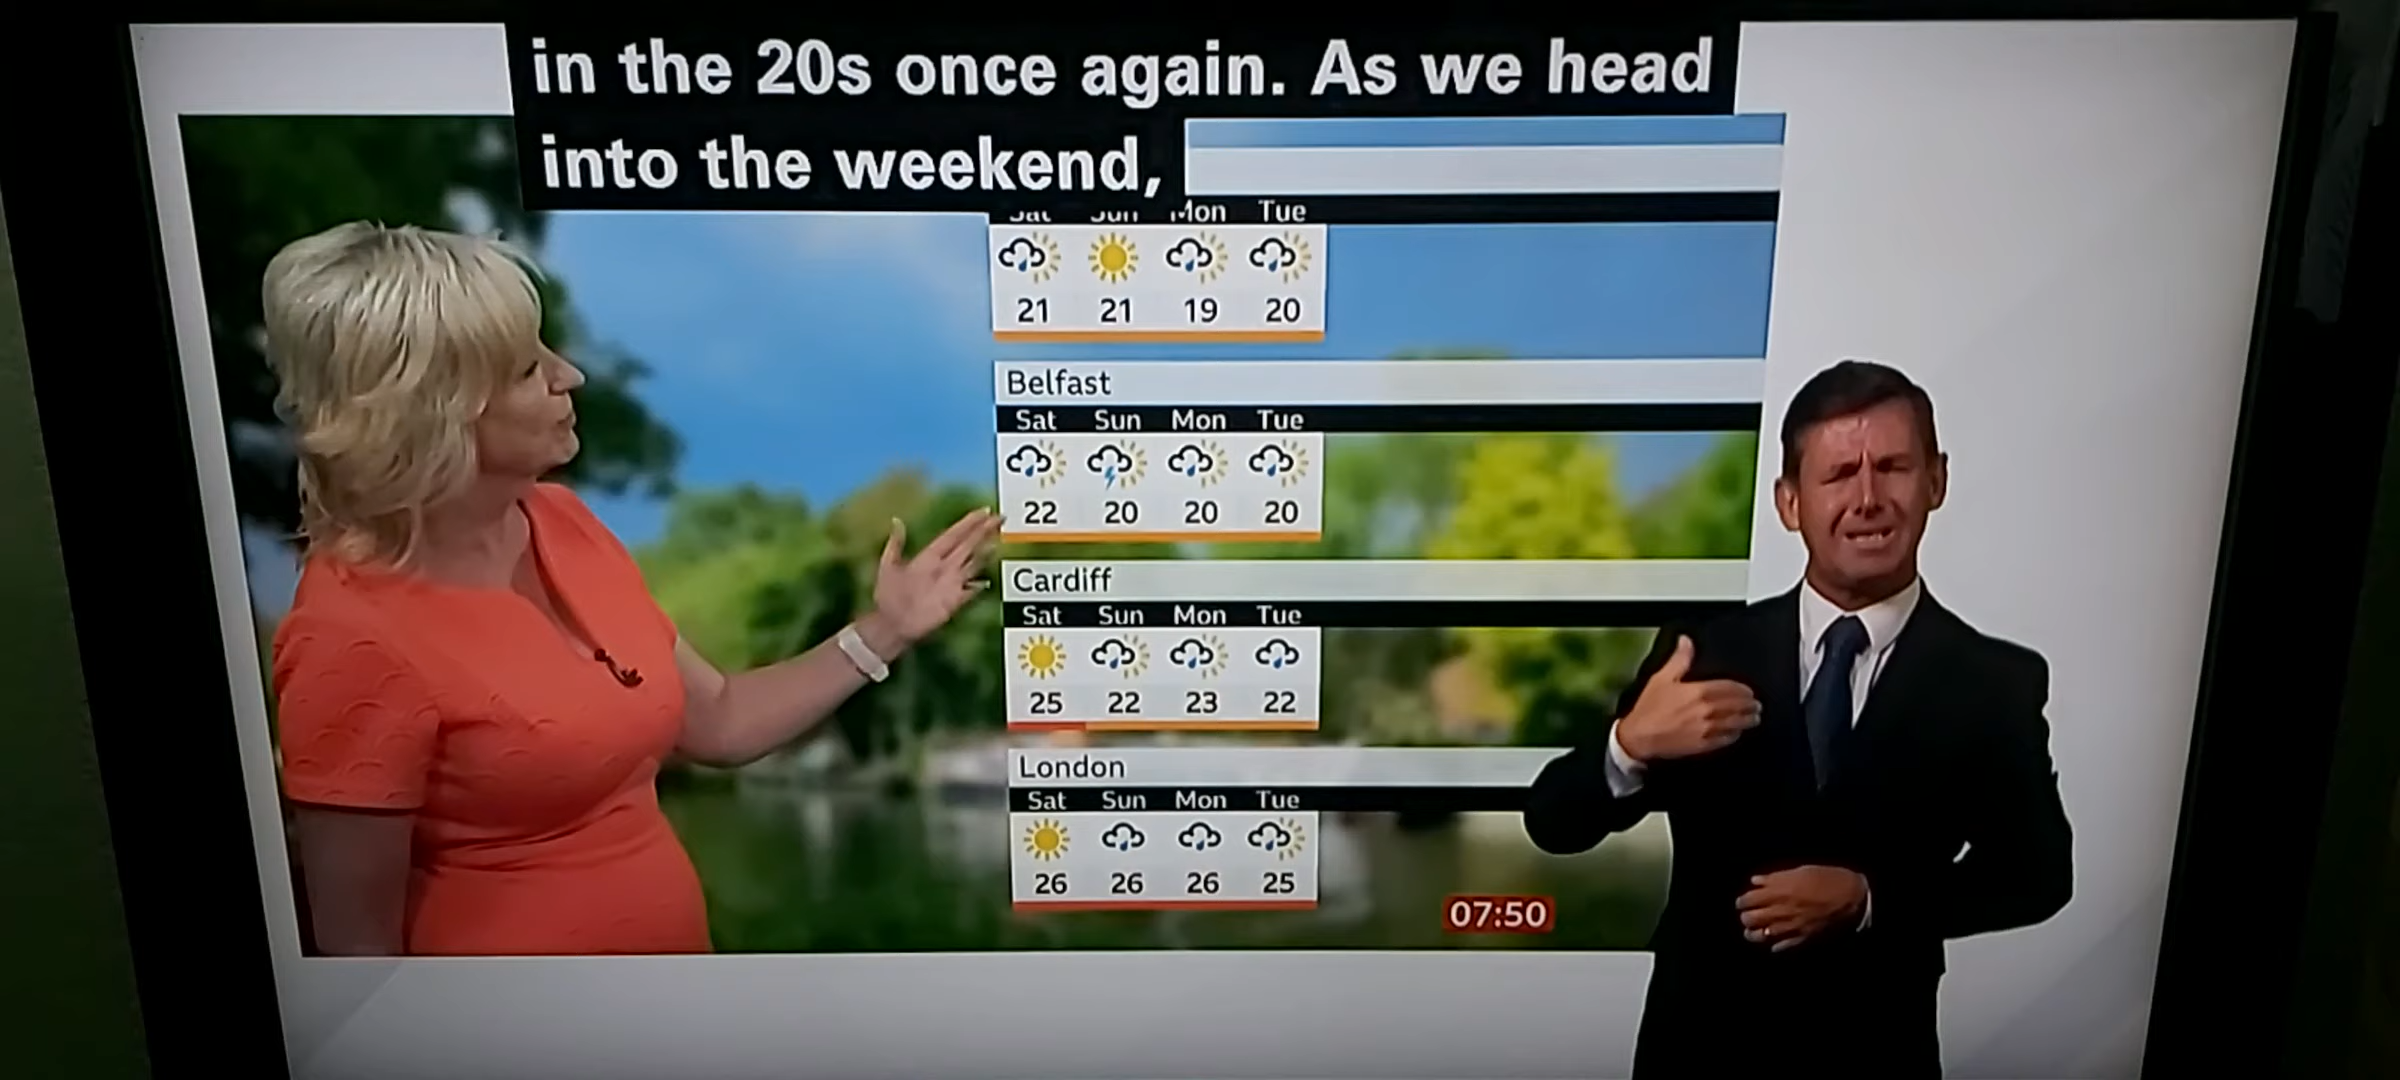 in the 20s once again. As we head
into the weekend,
Sat Sun Mon Tue
21 21 19 20
Belfast
Sat Sun Mon Tue
22 20 20 20
Cardiff
Sat Sun Mon Tue
25 22 23 22
London
Sat Sun Mon Tue
26 26 26 25
07:50